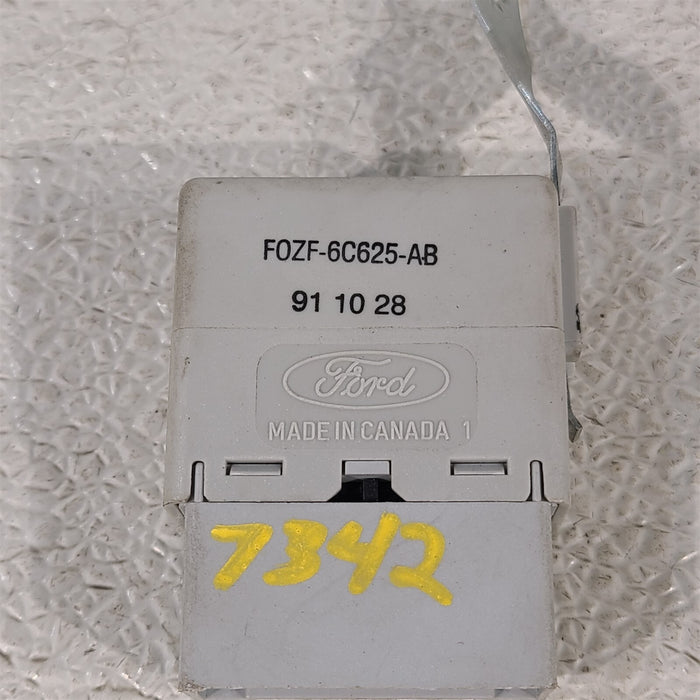 FOZF-6C625-AB
91 10 28
Ford
MADE IN CANADA 1
7342